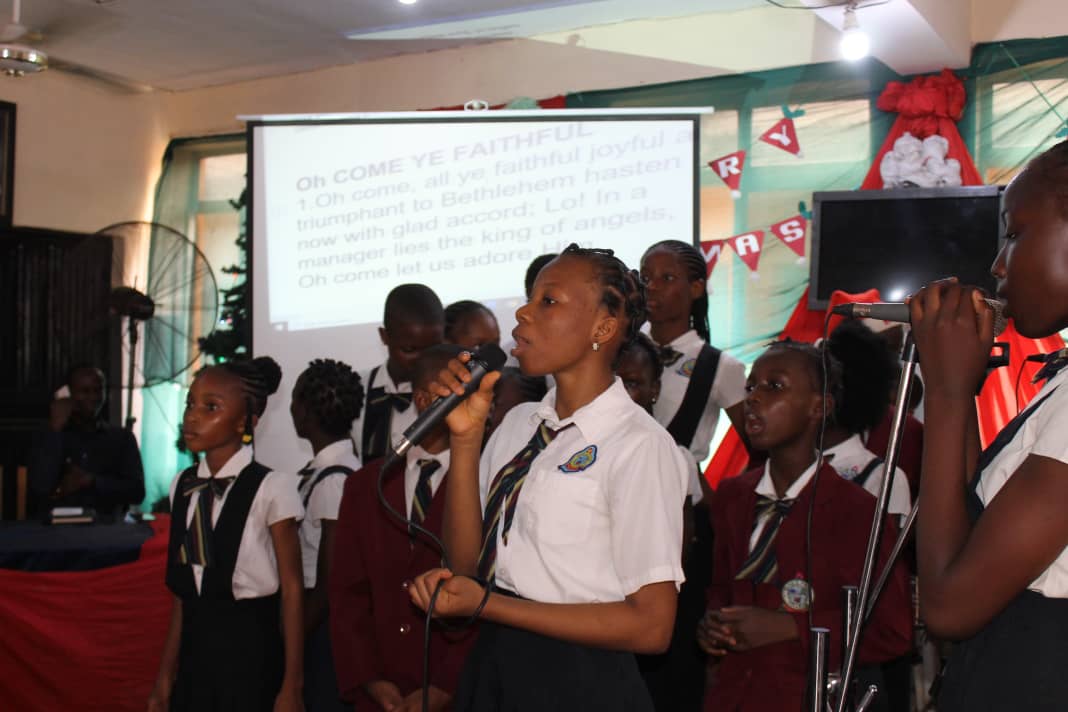 Oh COME YE FAITHFUL
1.Oh come, all ye faithful joyful a
triumphant to Bethlehem hasten
now with glad accord; Lo! In a
manager lies the king of angels,
Oh come let us adore Him
R Y
M A S